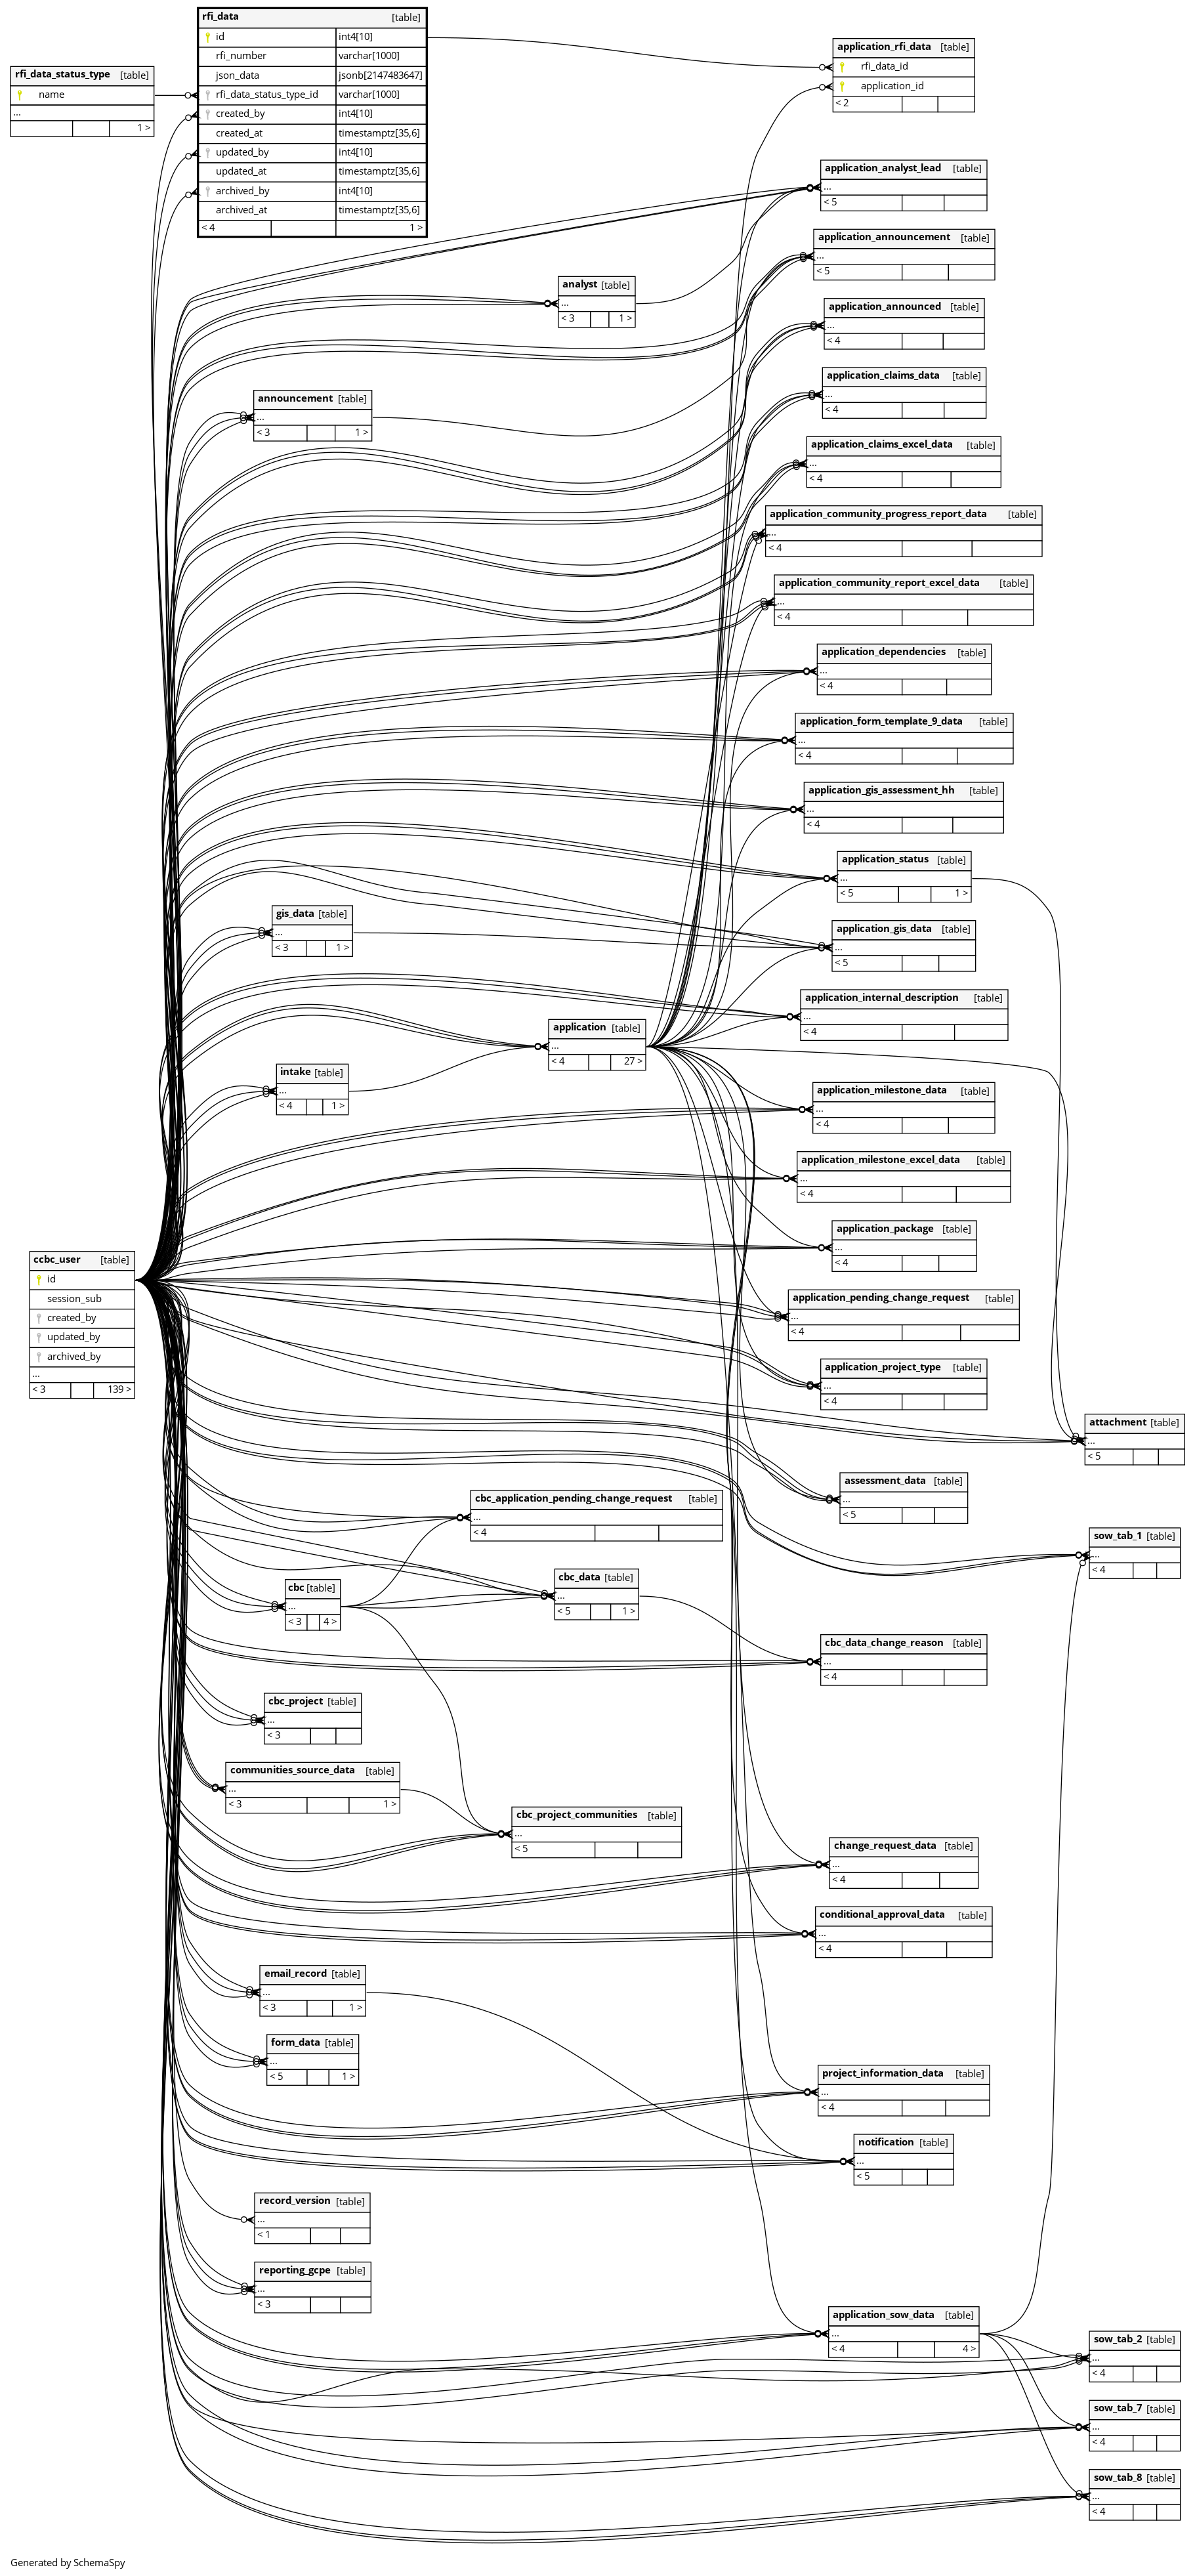 rfi_data [table]
id int4[10]
rfi_number varchar[1000]
json_data jsonb[2147483647]
rfi_data_status_type_id varchar[1000]
created_by int4[10]
created_at timestamptz[35,6]
updated_by int4[10]
updated_at timestamptz[35,6]
archived_by int4[10]
archived_at timestamptz[35,6]
< 4 1 >
rfi_data_status_type [table]
name
...
1 >
application_rfi_data [table]
rfi_data_id
application_id
< 2
application_analyst_lead [table]
...
< 5
application_announcement [table]
...
< 5
analyst [table]
...
< 3 1 >
application_announced [table]
...
< 4
application_claims_data [table]
...
< 4
announcement [table]
...
< 3 1 >
application_claims_excel_data [table]
...
< 4
application_community_progress_report_data [table]
...
< 4
application_community_report_excel_data [table]
...
< 4
application_dependencies [table]
...
< 4
application_form_template_9_data [table]
...
< 4
application_gis_assessment_hh [table]
...
< 4
application_status [table]
...
< 5 1 >
gis_data [table]
...
< 3 1 >
application_gis_data [table]
...
< 5
application_internal_description [table]
...
< 4
application [table]
...
< 4 27 >
intake [table]
...
< 4 1 >
application_milestone_data [table]
...
< 4
application_milestone_excel_data [table]
...
< 4
application_package [table]
...
< 4
ccbc_user [table]
id
session_sub
created_by
updated_by
archived_by
...
< 3 139 >
application_pending_change_request [table]
...
< 4
application_project_type [table]
...
< 4
attachment [table]
...
< 5
assessment_data [table]
...
< 5
cbc_application_pending_change_request [table]
...
< 4
sow_tab_1 [table]
...
< 4
cbc_data [table]
...
< 5 1 >
cbc [table]
...
< 3 4 >
cbc_data_change_reason [table]
...
< 4
cbc_project [table]
...
< 3
communities_source_data [table]
...
< 3 1 >
cbc_project_communities [table]
...
< 5
change_request_data [table]
...
< 4
conditional_approval_data [table]
...
< 4
email_record [table]
...
< 3 1 >
form_data [table]
...
< 5 1 >
project_information_data [table]
...
< 4
notification [table]
...
< 5
record_version [table]
...
< 1
reporting_gcpe [table]
...
< 3
application_sow_data [table]
...
< 4 4 >
sow_tab_2 [table]
...
< 4
sow_tab_7 [table]
...
< 4
sow_tab_8 [table]
...
< 4
Generated by SchemaSpy